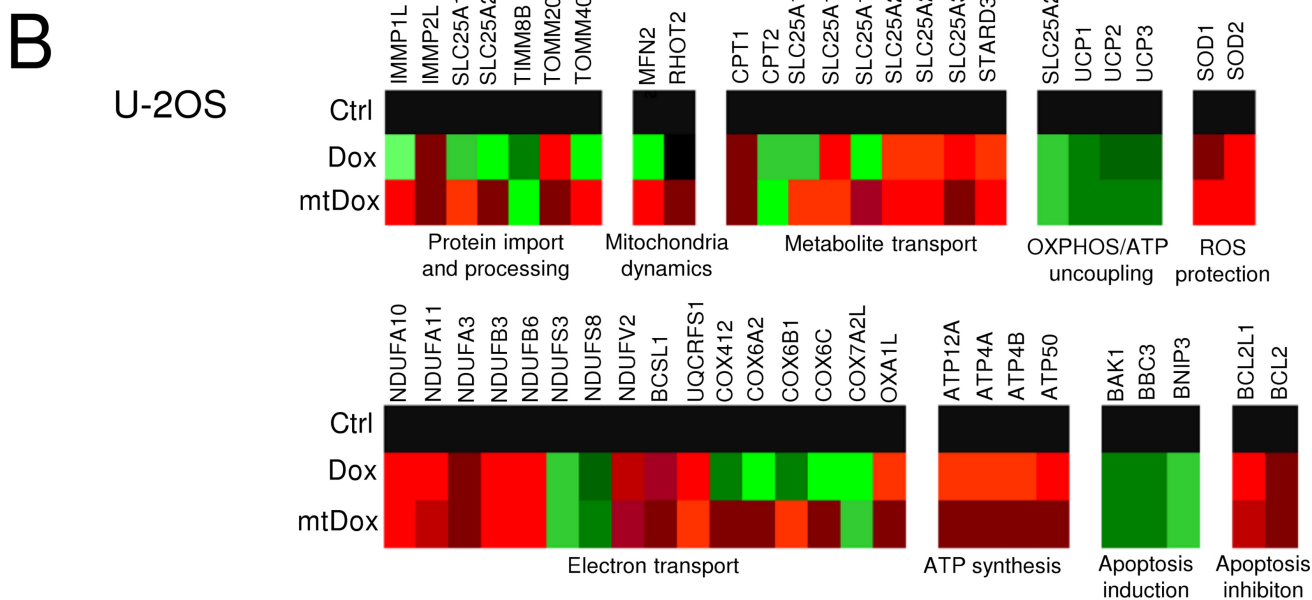 B
U-2OS
IMMP1L
IMMP2L
TIMM8B
MFN2
RHOT2
CPT1
CPT2
UCP1
UCP2
UCP3
SOD1
SOD2
Ctrl
Dox
mtDox
Protein import
and processing
Mitochondria
dynamics
Metabolite transport
OXPHOS/ATP
uncoupling
ROS
protection
NDUFA10
NDUFA11
NDUFA3
NDUFB3
NDUFB6
NDUFS3
NDUFS8
NDUFV2
BCSL1
UQCRFS1
COX412
COX6A2
COX6B1
COX6C
COX7A2L
OXA1L
ATP12A
ATP4A
ATP4B
ATP50
BAK1
BBC3
BNIP3
BCL2L1
BCL2
Ctrl
Dox
mtDox
Electron transport
ATP synthesis
Apoptosis
induction
Apoptosis
inhibiton